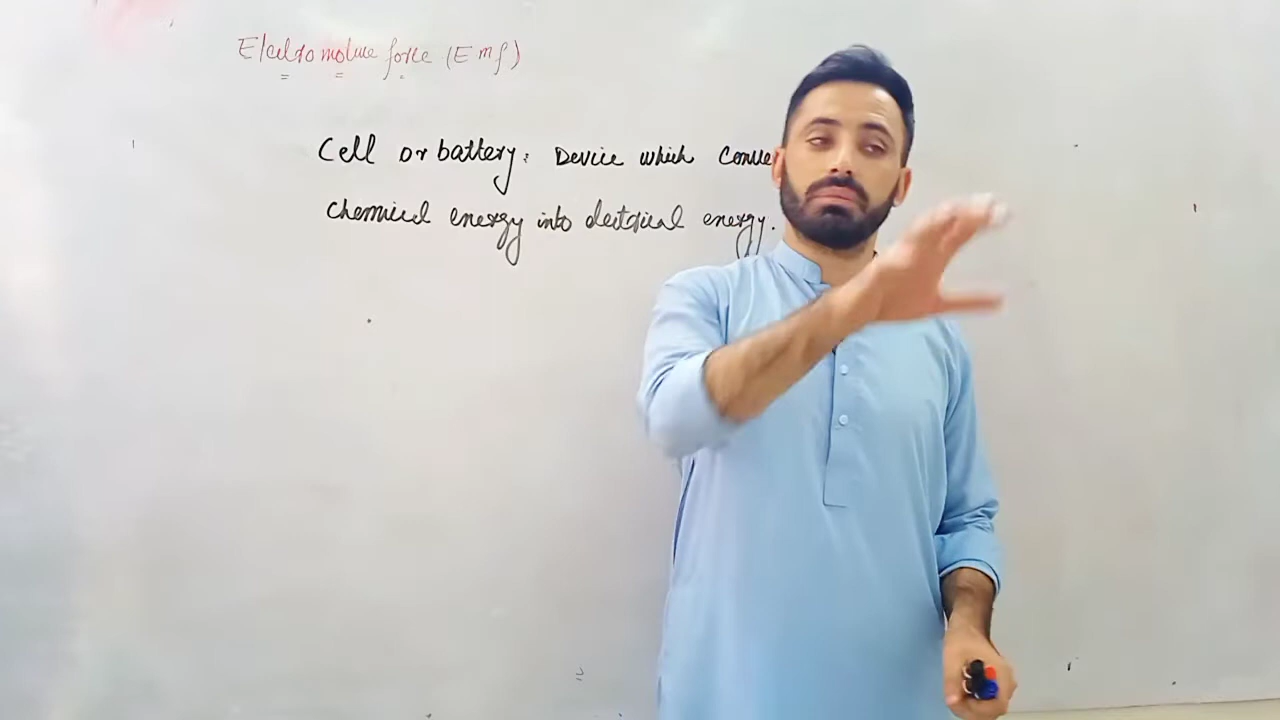 Electromotive force (Emf)
Cell or battery: Device which Conve
chemical energy into electrical energy.